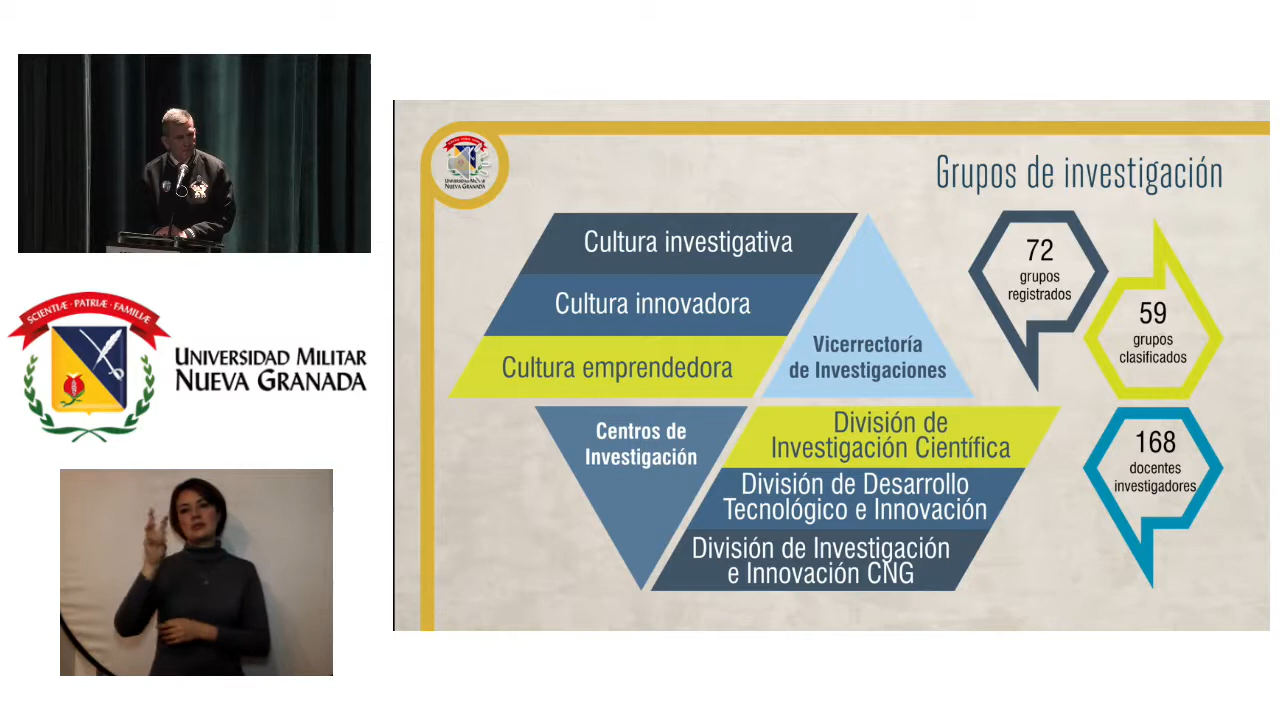 SCIENTIÆ · PATRIÆ · FAMILIÆ
UNIVERSIDAD MILITAR
NUEVA GRANADA
NUEVA GRANADA
Grupos de investigación
Cultura investigativa
Cultura innovadora
Cultura emprendedora
Vicerrectoría
de Investigaciones
Centros de
Investigación
División de
Investigación Científica
División de Desarrollo
Tecnológico e Innovación
División de Investigación
e Innovación CNG
72
grupos
registrados
59
grupos
clasificados
168
docentes
investigadores